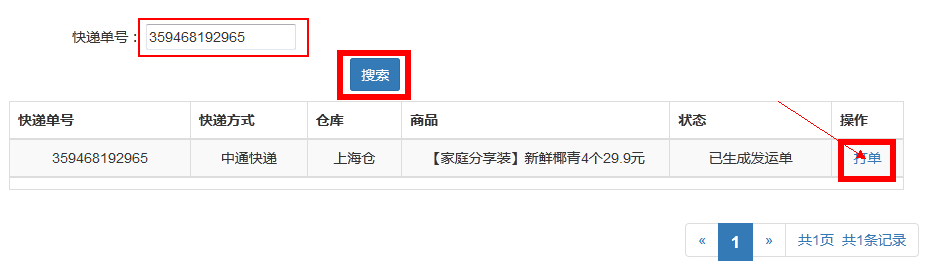 快递单号： 359468192965
搜索
快递单号 快递方式 仓库 商品 状态 操作
359468192965 中通快递 上海仓 【家庭分享装】新鲜椰青4个29.9元 已生成发运单 打单
« 1 » 共1页 共1条记录